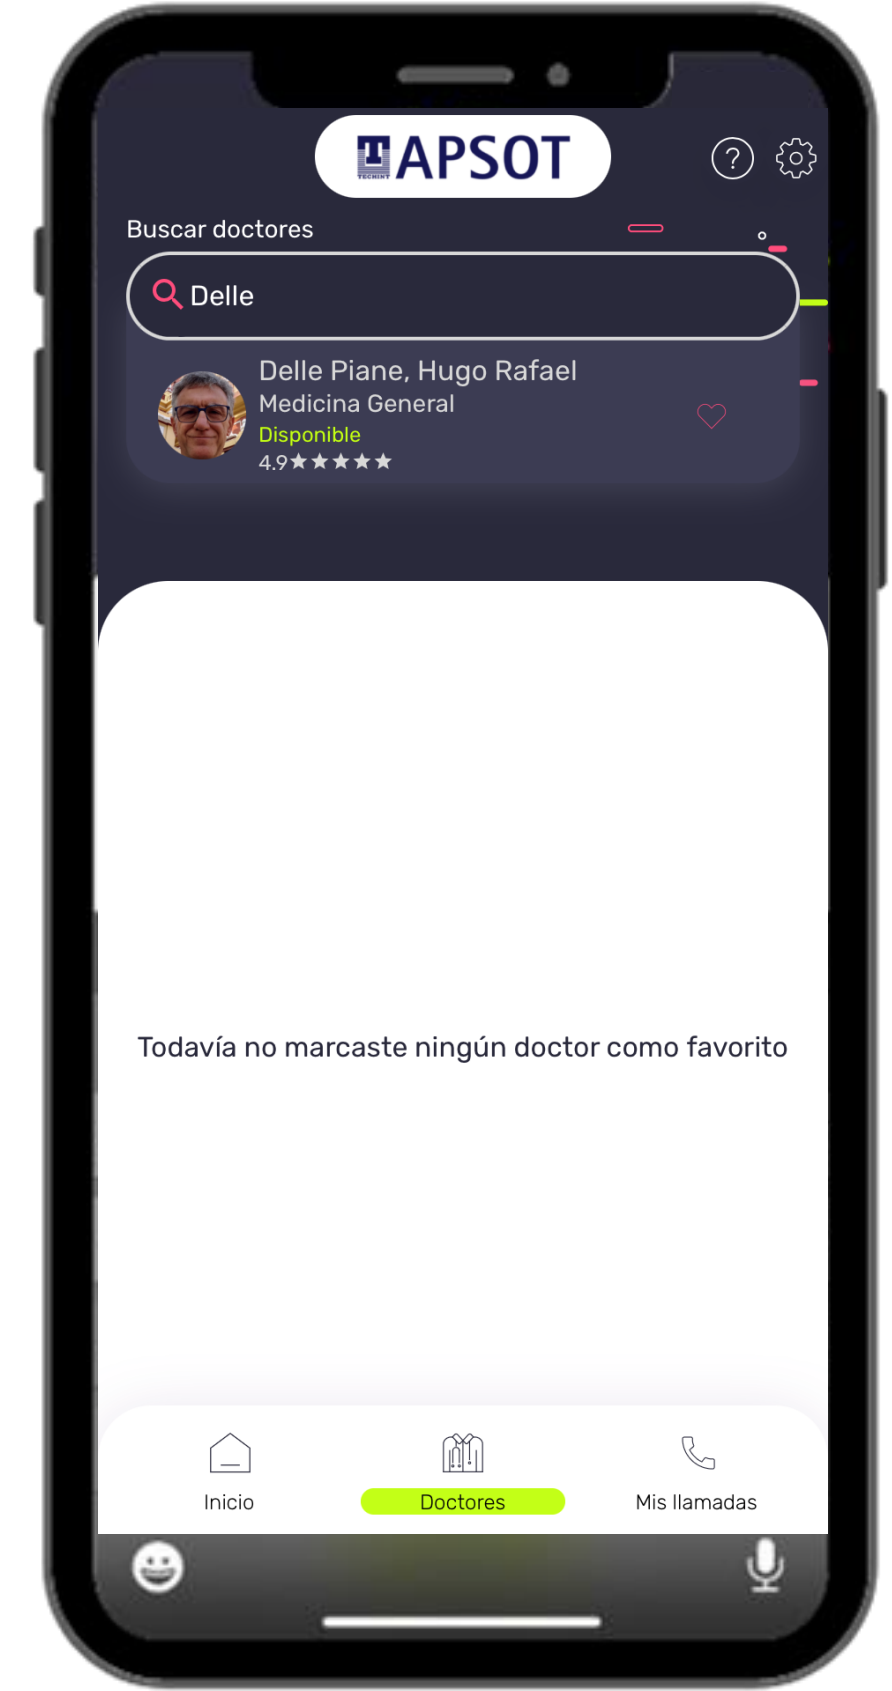 TECHINT
APSOT
?
Buscar doctores
Delle
Delle Piane, Hugo Rafael
Medicina General
Disponible
4.9★★★★★
Todavía no marcaste ningún doctor como favorito
Inicio
Doctores
Mis llamadas